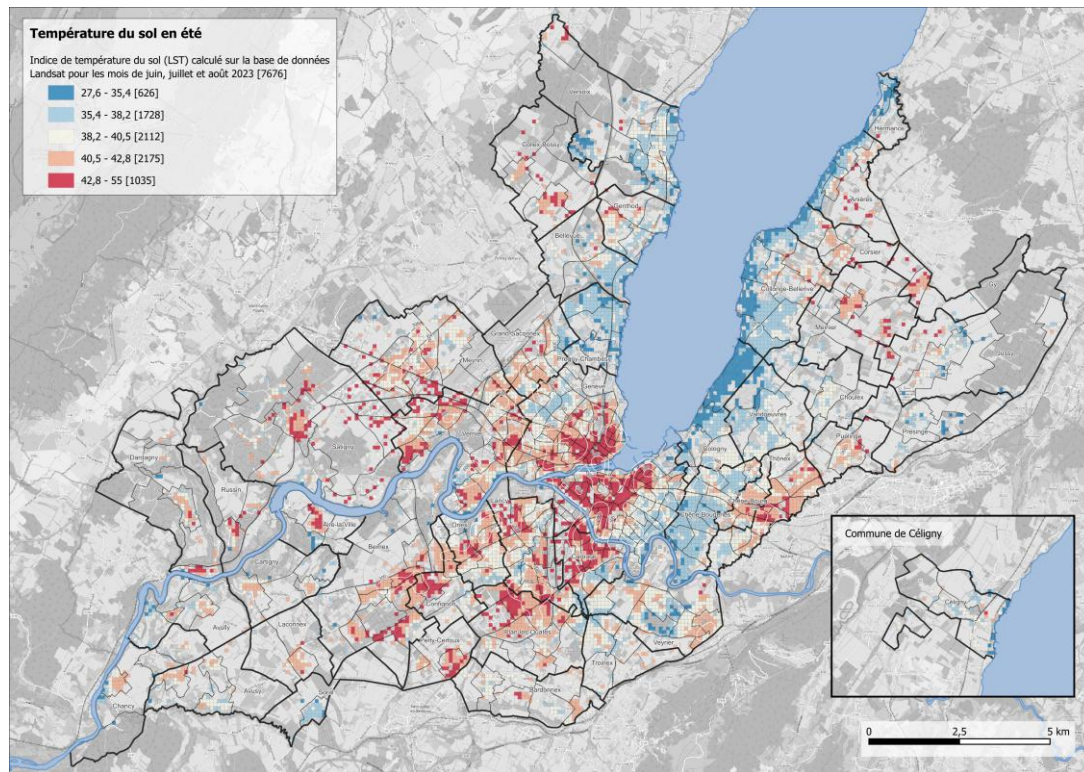 Température du sol en été
Indice de température du sol (LST) calculé sur la base de données
Landsat pour les mois de juin, juillet et août 2023 [7676]
27,6 - 35,4 [626]
35,4 - 38,2 [1728]
38,2 - 40,5 [2112]
40,5 - 42,8 [2175]
42,8 - 55 [1035]
Versoix
Hermance
Collex-Bossy
Genthod
Anières
Bellevue
Corsier
Collonge-Bellerive
Gy
Meinier
Grand-Saconnex
Pregny-Chambésy
Meyrin
Genève
Choulex
Vandoeuvres
Presinge
Satigny
Vernier
Cologny
Puplinge
Thônex
Dardagny
Russin
Chêne-Bougeries
Onex
Aire-la-Ville
Bernex
Cartigny
Confignon
Avully
Laconnex
Plan-les-Ouates
Perly-Certoux
Veyrier
Troinex
Bardonnex
Avusy
Soral
Chancy
Commune de Céligny
Céligny
0
2,5
5 km